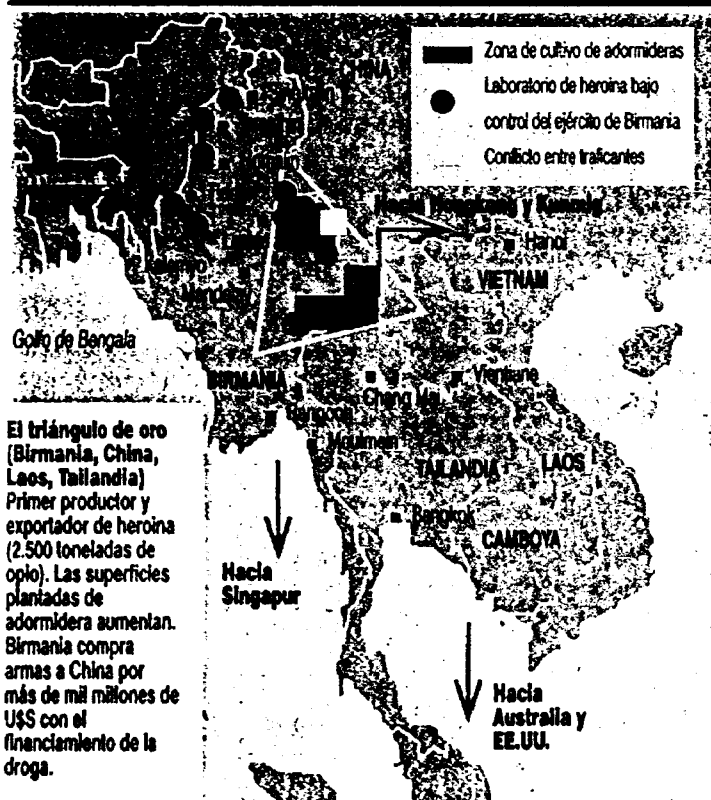 Zona de cultivo de adormideras
Laboratorio de heroína bajo
control del ejército de Birmania
Conflicto entre traficantes
CHINA
Hanoi
VIETNAM
Golfo de Bengala
BIRMANIA
Vientiane
Chang Mai
Rangoon
Moulmein
TAILANDIA
LAOS
Bangkok
CAMBOYA
El triángulo de oro
(Birmania, China,
Laos, Tailandia)
Primer productor y
exportador de heroina
(2.500 toneladas de
opio). Las superficies
plantadas de
adormidera aumentan.
Birmania compra
armas a China por
más de mil millones de
U$S con el
financiamiento de la
droga.
Hacia
Singapur
Hacia
Australia y
EE.UU.